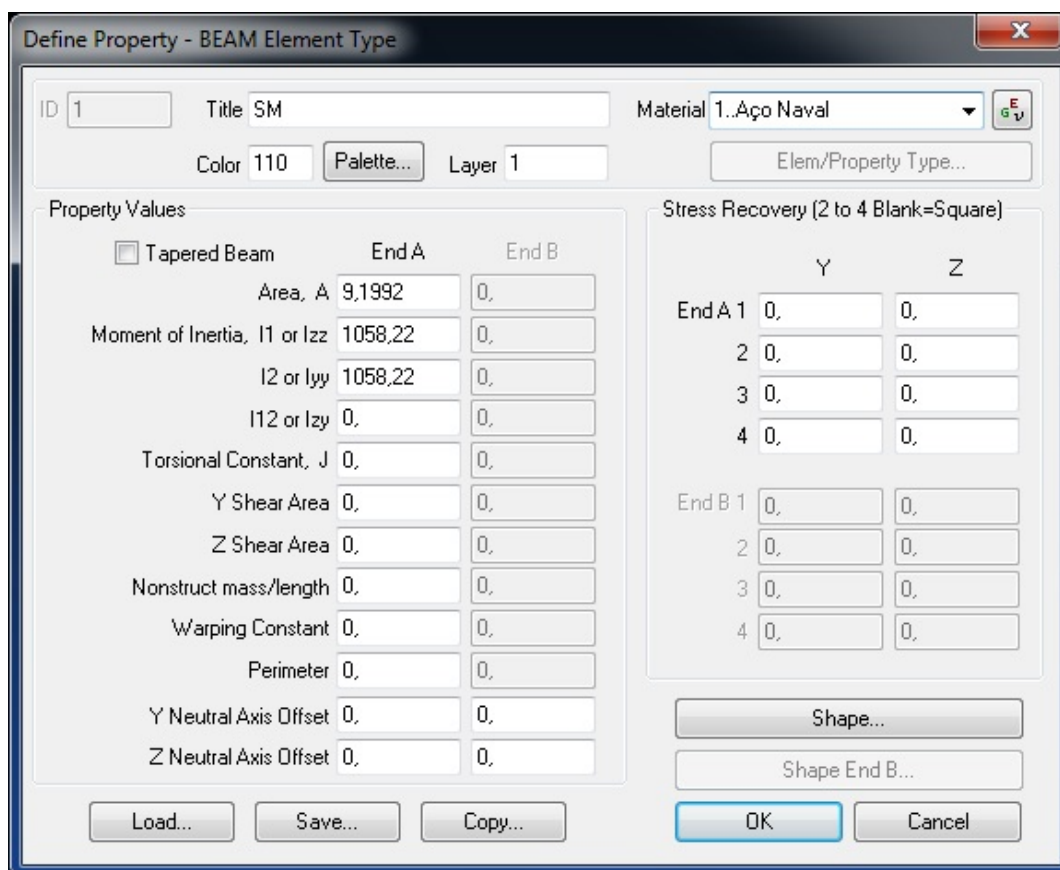 Define Property - BEAM Element Type
ID 1 Title SM Material 1..Aço Naval
Color 110 Palette... Layer 1 Elem/Property Type...
Property Values
Tapered Beam End A End B
Area, A 9,1992 0,
Moment of Inertia, I1 or Izz 1058,22 0,
I2 or Iyy 1058,22 0,
I12 or Izy 0, 0,
Torsional Constant, J 0, 0,
Y Shear Area 0, 0,
Z Shear Area 0, 0,
Nonstruct mass/length 0, 0,
Warping Constant 0, 0,
Perimeter 0, 0,
Y Neutral Axis Offset 0, 0,
Z Neutral Axis Offset 0, 0,
Load... Save... Copy...
Stress Recovery (2 to 4 Blank=Square)
Y Z
End A 1 0, 0,
2 0, 0,
3 0, 0,
4 0, 0,
End B 1 0, 0,
2 0, 0,
3 0, 0,
4 0, 0,
Shape...
Shape End B...
OK Cancel